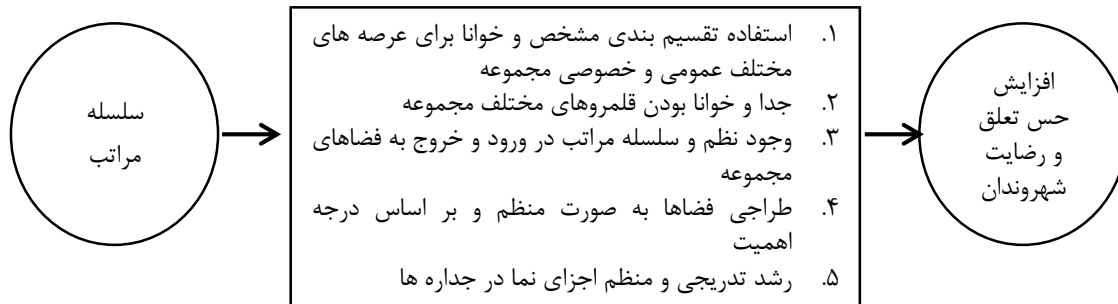 سلسله
مراتب
۱. استفاده تقسیم بندی مشخص و خوانا برای عرصه های
مختلف عمومی و خصوصی مجموعه
۲. جدا و خوانا بودن قلمروهای مختلف مجموعه
۳. وجود نظم و سلسله مراتب در ورود و خروج به فضاهای
مجموعه
۴. طراجی فضاها به صورت منظم و بر اساس درجه
اهمیت
۵. رشد تدریجی و منظم اجزای نما در جداره ها
افزایش
حس تعلق
و رضایت
شهروندان